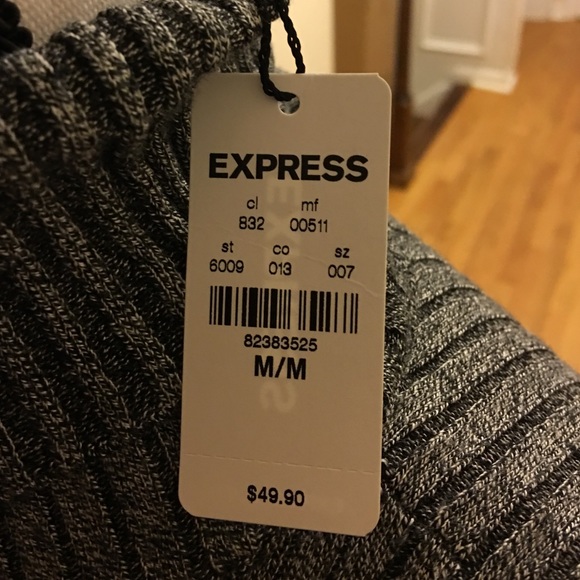 EXPRESS
cl mf
832 00511
st co sz
6009 013 007
82383525
M/M
$49.90